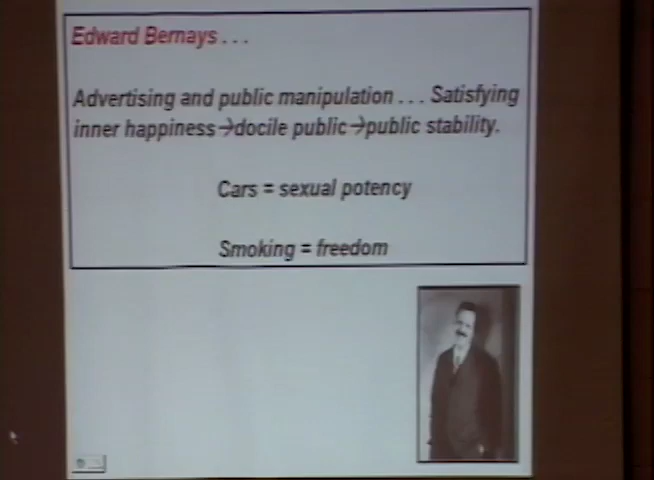 Edward Bernays . . .
Advertising and public manipulation . . . Satisfying
inner happiness→docile public→public stability.
Cars = sexual potency
Smoking = freedom